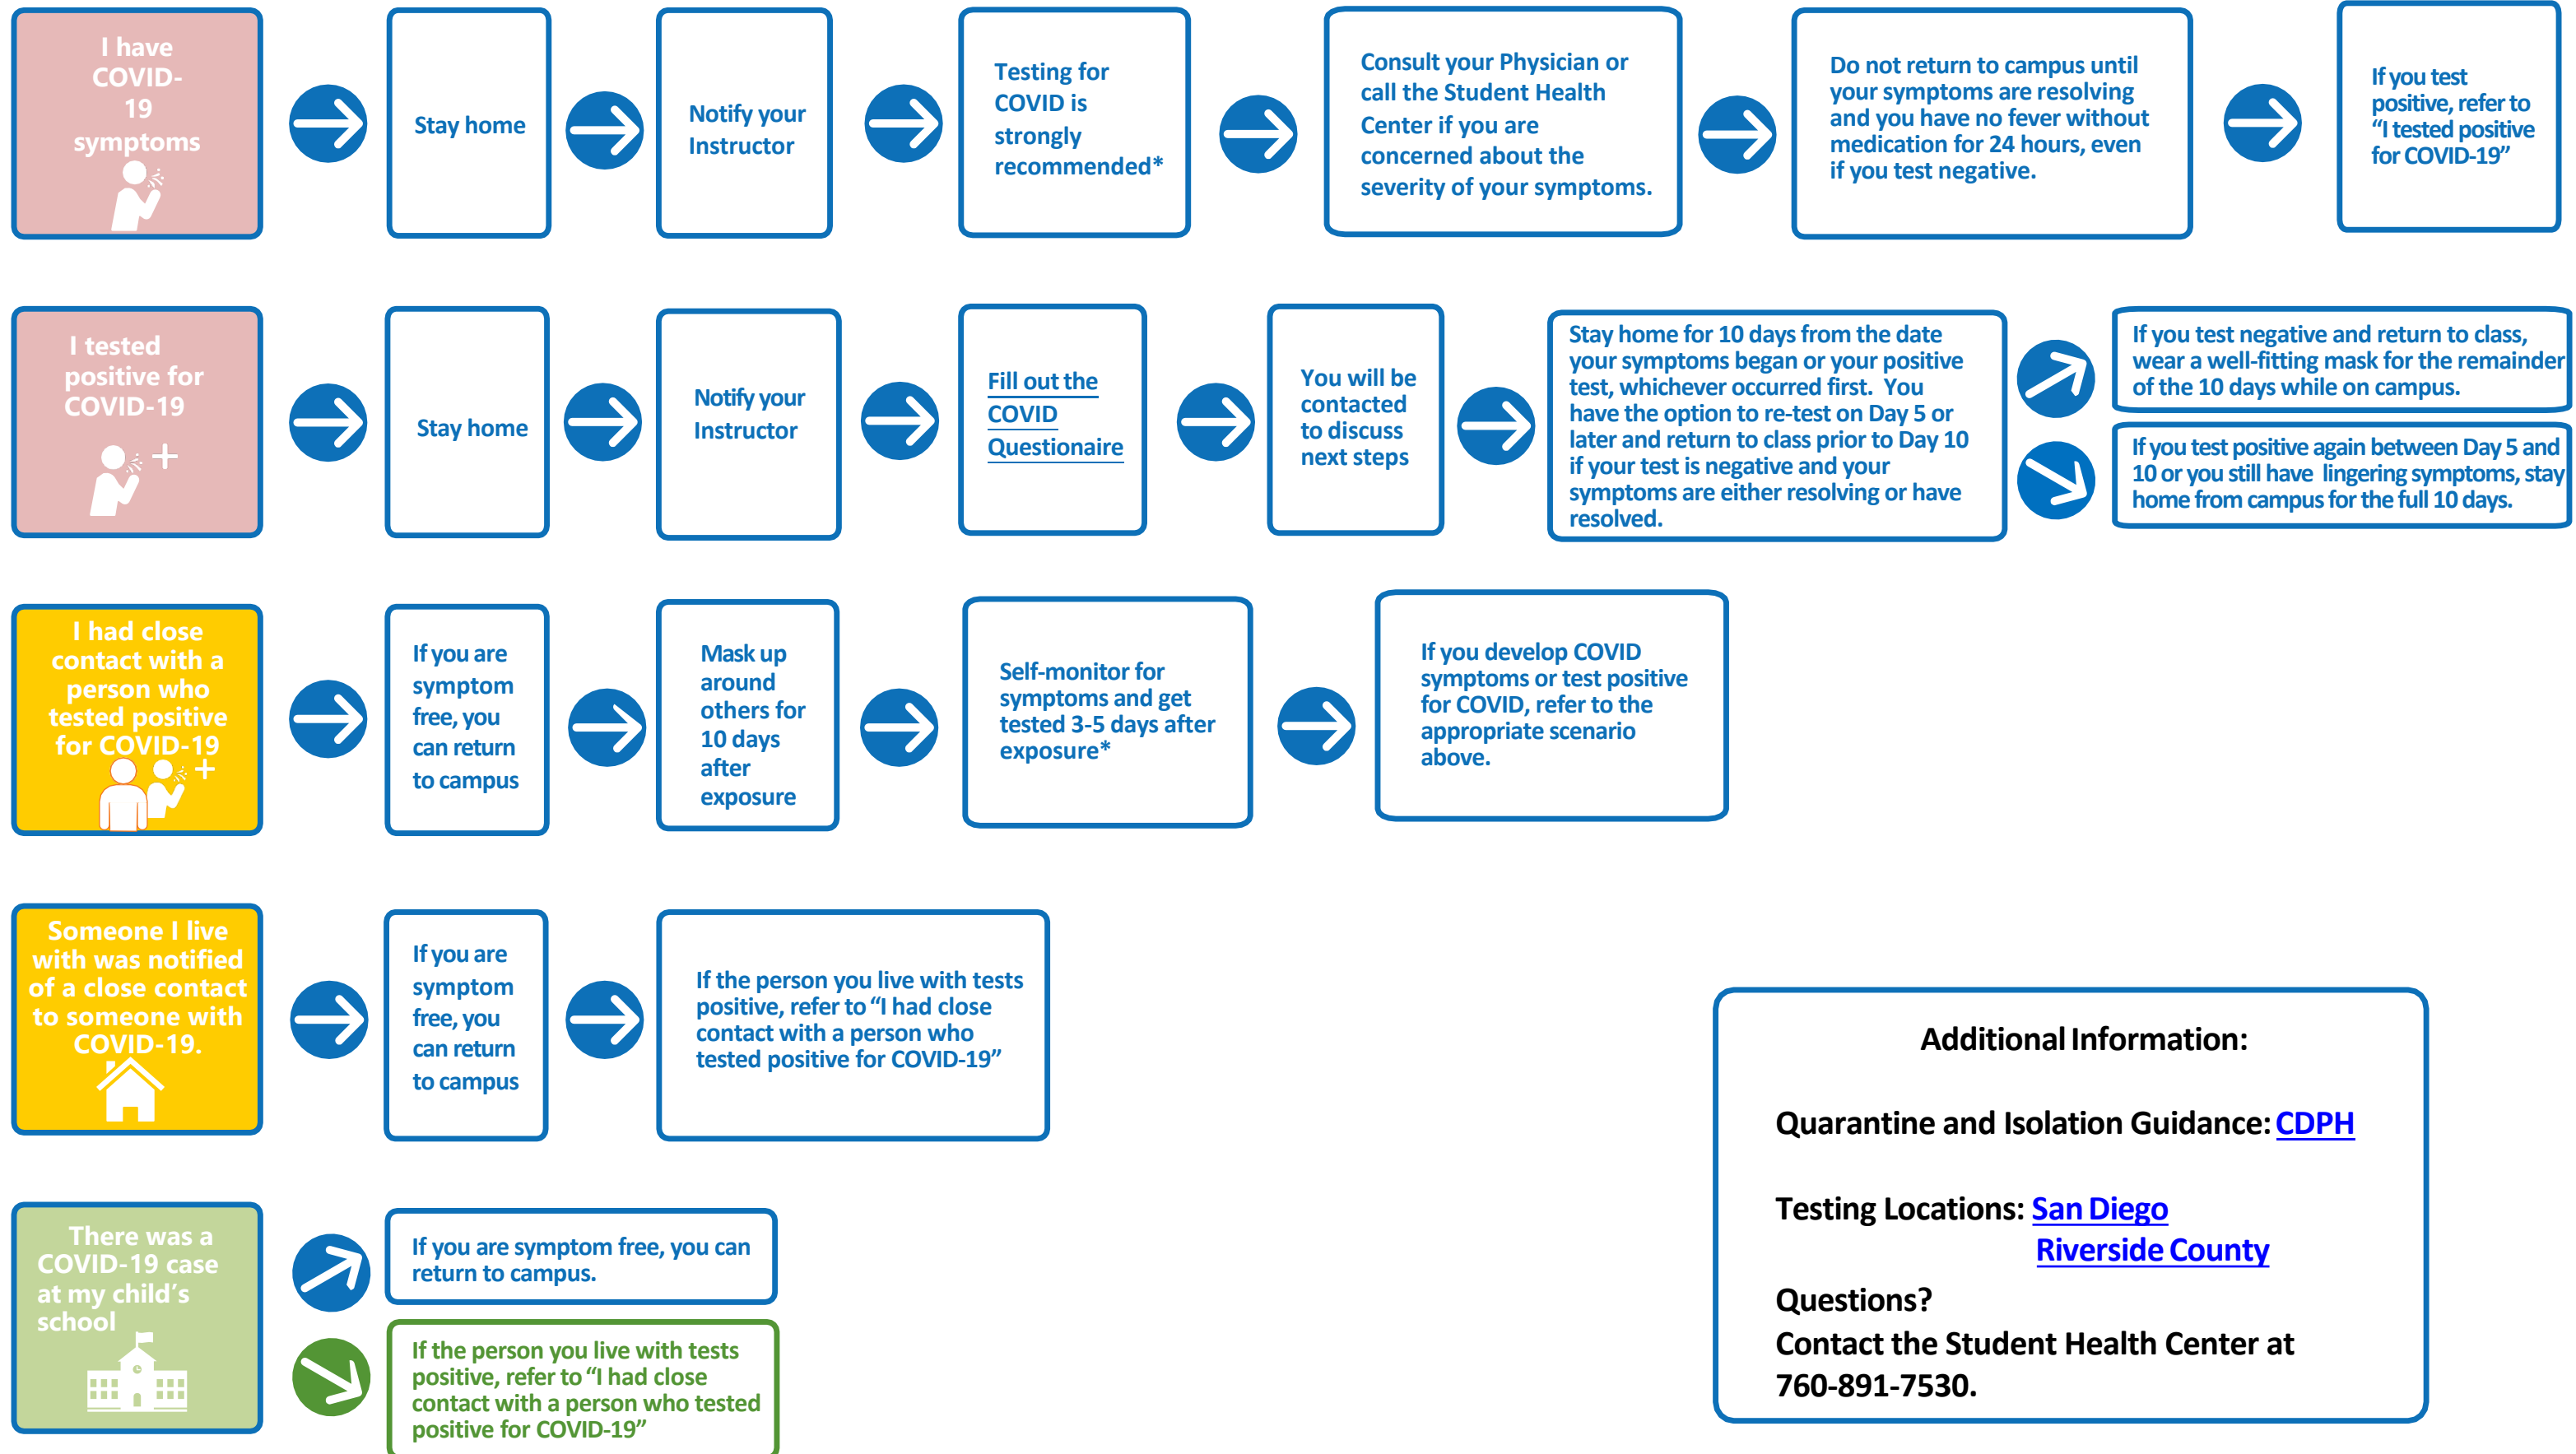 I have
COVID-
19
symptoms
Stay home
Notify your
Instructor
Testing for
COVID is
strongly
recommended*
Consult your Physician or
call the Student Health
Center if you are
concerned about the
severity of your symptoms.
Do not return to campus until
your symptoms are resolving
and you have no fever without
medication for 24 hours, even
if you test negative.
If you test
positive, refer to
“I tested positive
for COVID-19”
I tested
positive for
COVID-19
Stay home
Notify your
Instructor
Fill out the
COVID
Questionaire
You will be
contacted
to discuss
next steps
Stay home for 10 days from the date
your symptoms began or your positive
test, whichever occurred first. You
have the option to re-test on Day 5 or
later and return to class prior to Day 10
if your test is negative and your
symptoms are either resolving or have
resolved.
If you test negative and return to class,
wear a well-fitting mask for the remainder
of the 10 days while on campus.
If you test positive again between Day 5 and
10 or you still have lingering symptoms, stay
home from campus for the full 10 days.
I had close
contact with a
person who
tested positive
for COVID-19
If you are
symptom
free, you
can return
to campus
Mask up
around
others for
10 days
after
exposure
Self-monitor for
symptoms and get
tested 3-5 days after
exposure*
If you develop COVID
symptoms or test positive
for COVID, refer to the
appropriate scenario
above.
Someone I live
with was notified
of a close contact
to someone with
COVID-19.
If you are
symptom
free, you
can return
to campus
If the person you live with tests
positive, refer to “I had close
contact with a person who
tested positive for COVID-19”
There was a
COVID-19 case
at my child’s
school
If you are symptom free, you can
return to campus.
If the person you live with tests
positive, refer to “I had close
contact with a person who tested
positive for COVID-19”
Additional Information:
Quarantine and Isolation Guidance: CDPH
Testing Locations: San Diego
Riverside County
Questions?
Contact the Student Health Center at
760-891-7530.